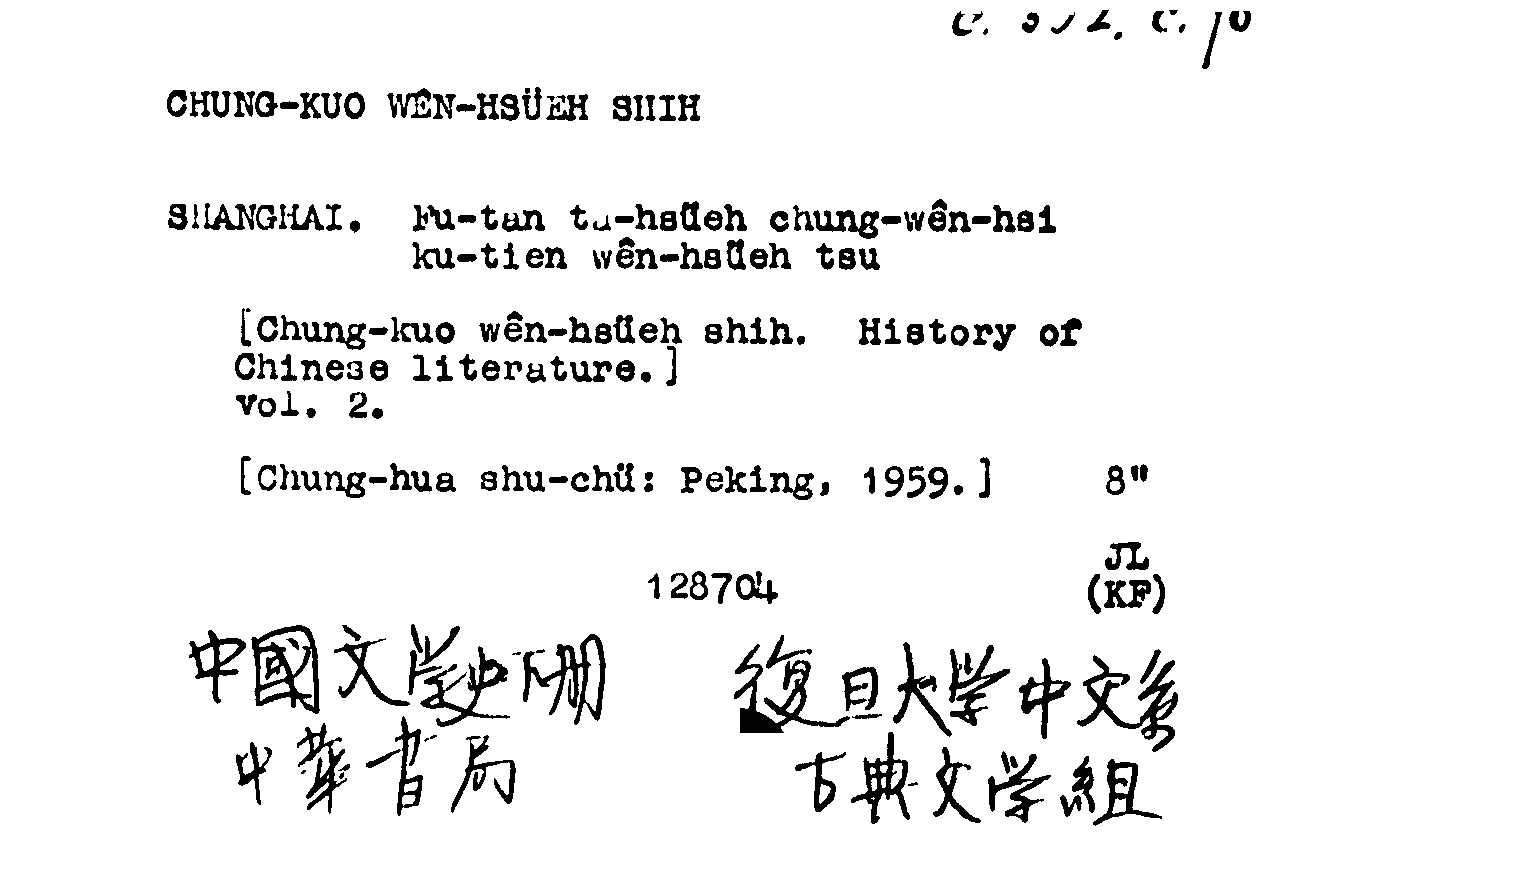 CHUNG-KUO WÊN-HSÜEH SHIH
SHANGHAI. Fu-tan ta-hsüeh chung-wên-hsi
ku-tien wên-hsüeh tsu
[Chung-kuo wên-hsüeh shih. History of
Chinese literature.]
vol. 2.
[Chung-hua shu-chü: Peking, 1959.] 8"
JL
128704 (KF)
中國文学史下册 復旦大学中文系
中華書局 古典文学組